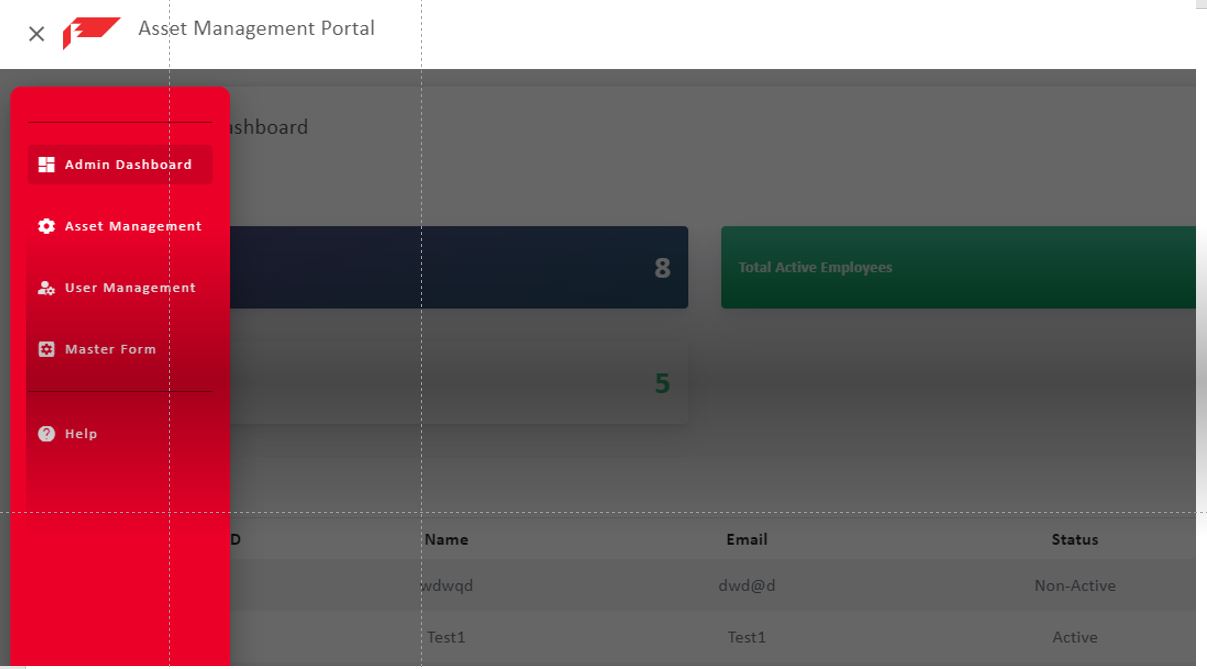 Asset Management Portal
ashboard
Admin Dashboard
Asset Management
User Management
Master Form
Help
8
Total Active Employees
5
D Name Email Status
wdwqd dwd@d Non-Active
Test1 Test1 Active